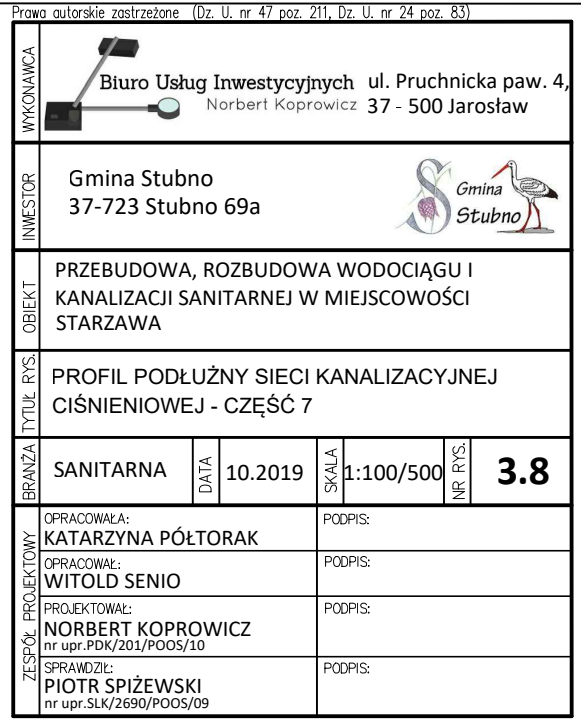 Prawa autorskie zastrzeżone (Dz. U. nr 47 poz. 211, Dz. U. nr 24 poz. 83)
WYKONAWCA
Biuro Usług Inwestycyjnych
Norbert Koprowicz
ul. Pruchnicka paw. 4,
37 - 500 Jarosław
INWESTOR
Gmina Stubno
37-723 Stubno 69a
Gmina
Stubno
OBIEKT
PRZEBUDOWA, ROZBUDOWA WODOCIĄGU I
KANALIZACJI SANITARNEJ W MIEJSCOWOŚCI
STARZAWA
TYTUŁ RYS.
PROFIL PODŁUŻNY SIECI KANALIZACYJNEJ
CIŚNIENIOWEJ - CZĘŚĆ 7
BRANŻA
SANITARNA
DATA
10.2019
SKALA
1:100/500
NR RYS.
3.8
ZESPÓŁ PROJEKTOWY
OPRACOWAŁA:
KATARZYNA PÓŁTORAK
PODPIS:
OPRACOWAŁ:
WITOLD SENIO
PODPIS:
PROJEKTOWAŁ:
NORBERT KOPROWICZ
nr upr.PDK/201/POOS/10
PODPIS:
SPRAWDZIŁ:
PIOTR SPIŻEWSKI
nr upr.SLK/2690/POOS/09
PODPIS: